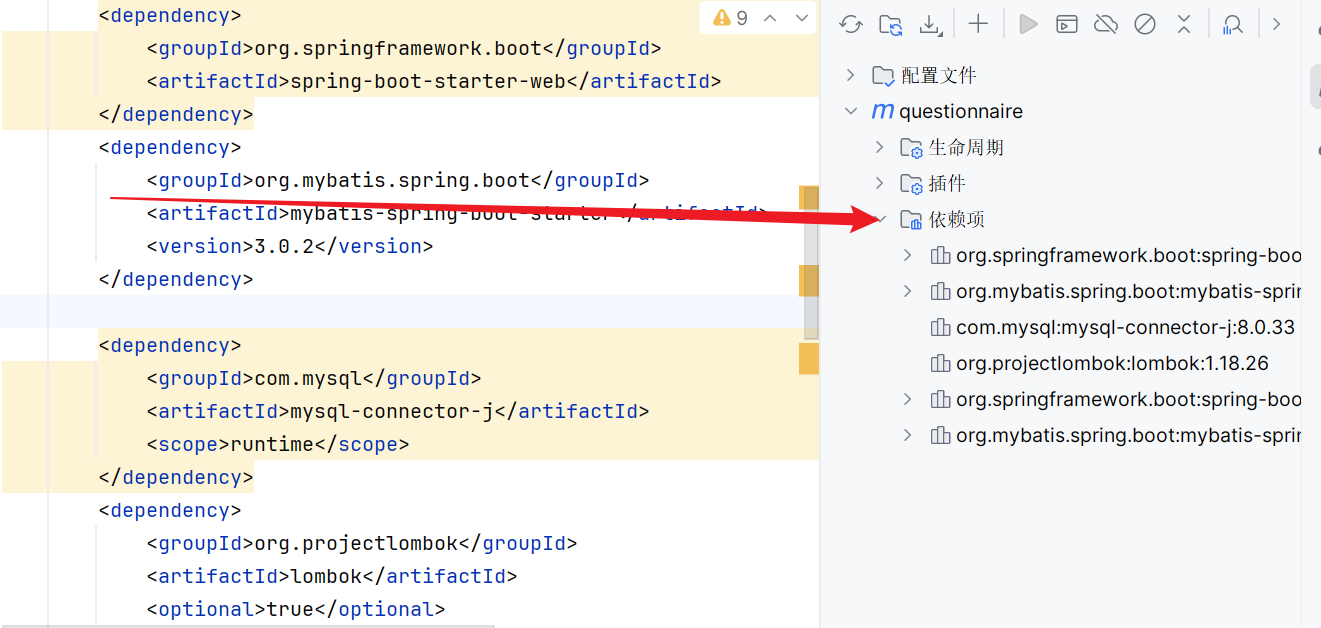 <dependency>
<groupId>org.springframework.boot</groupId>
<artifactId>spring-boot-starter-web</artifactId>
</dependency>
<dependency>
<groupId>org.mybatis.spring.boot</groupId>
<artifactId>mybatis-spring-boot-starter</artifactId>
<version>3.0.2</version>
</dependency>
<dependency>
<groupId>com.mysql</groupId>
<artifactId>mysql-connector-j</artifactId>
<scope>runtime</scope>
</dependency>
<dependency>
<groupId>org.projectlombok</groupId>
<artifactId>lombok</artifactId>
<optional>true</optional>
9
配置文件
m questionnaire
生命周期
插件
依赖项
org.springframework.boot:spring-boo
org.mybatis.spring.boot:mybatis-sprin
com.mysql:mysql-connector-j:8.0.33
org.projectlombok:lombok:1.18.26
org.springframework.boot:spring-boo
org.mybatis.spring.boot:mybatis-sprin